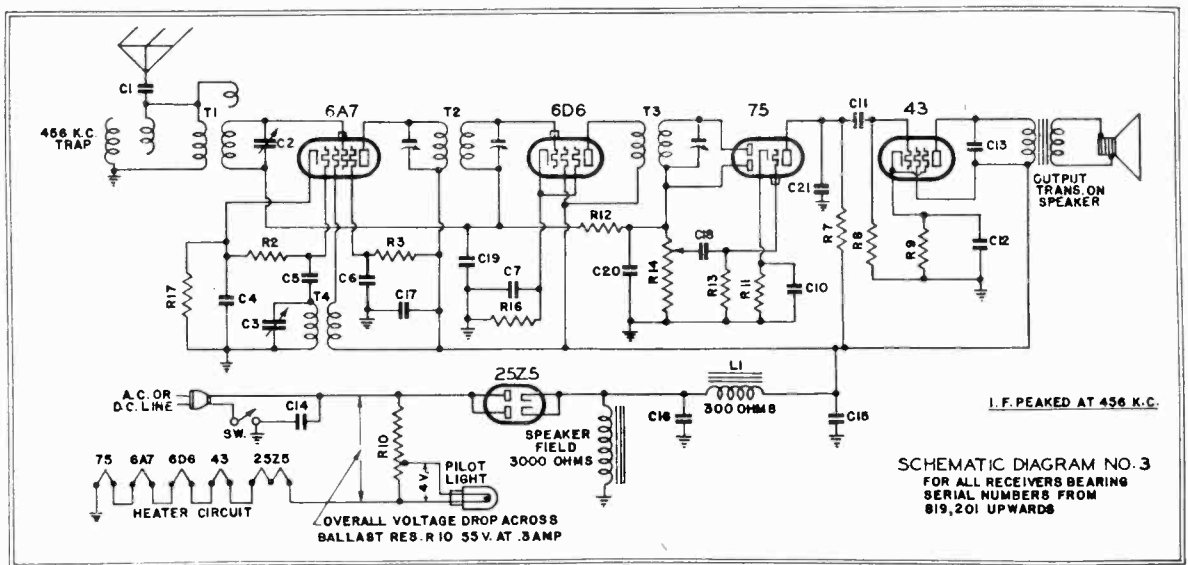 C1
456 K.C.
TRAP
T1
C2
6A7
T2
6D6
T3
75
C11
43
C13
OUTPUT
TRANS. ON
SPEAKER
C21
R12
R2
R3
C19
C18
R7
R8
R9
C12
R17
C4
C5
C6
C7
C20
R14
R13
R11
C10
C17
R16
C3
T4
A.C. OR
D.C. LINE
SW.
C14
25Z5
L1
300 OHMS
C16
C15
I.F. PEAKED AT 456 K.C.
R10
SPEAKER
FIELD
3000 OHMS
PILOT
LIGHT
4V.
75 6A7 6D6 43 25Z5
HEATER CIRCUIT
OVERALL VOLTAGE DROP ACROSS
BALLAST RES. R10 55 V. AT .3AMP
SCHEMATIC DIAGRAM NO. 3
FOR ALL RECEIVERS BEARING
SERIAL NUMBERS FROM
819,201 UPWARDS